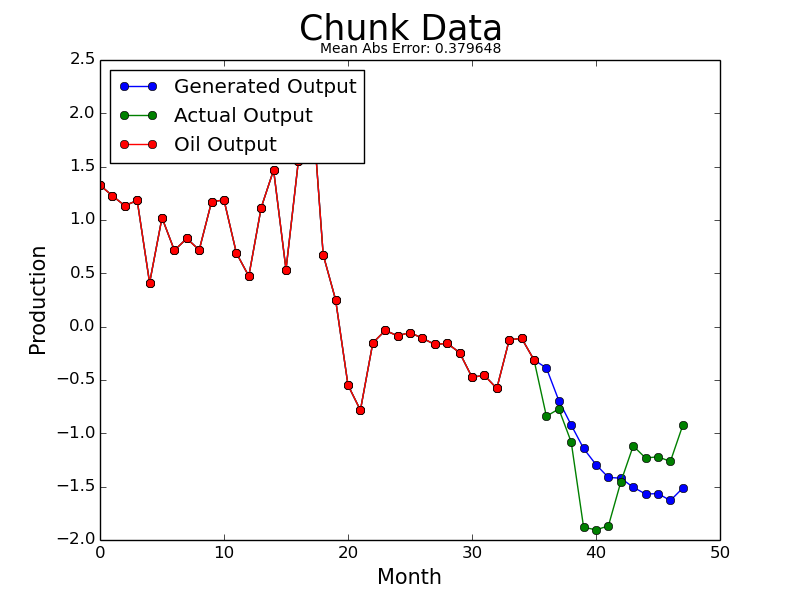 Chunk Data
Mean Abs Error: 0.379648
2.5
2.0
1.5
1.0
0.5
0.0
−0.5
−1.0
−1.5
−2.0
Generated Output
Actual Output
Oil Output
Production
0 10 20 30 40 50
Month